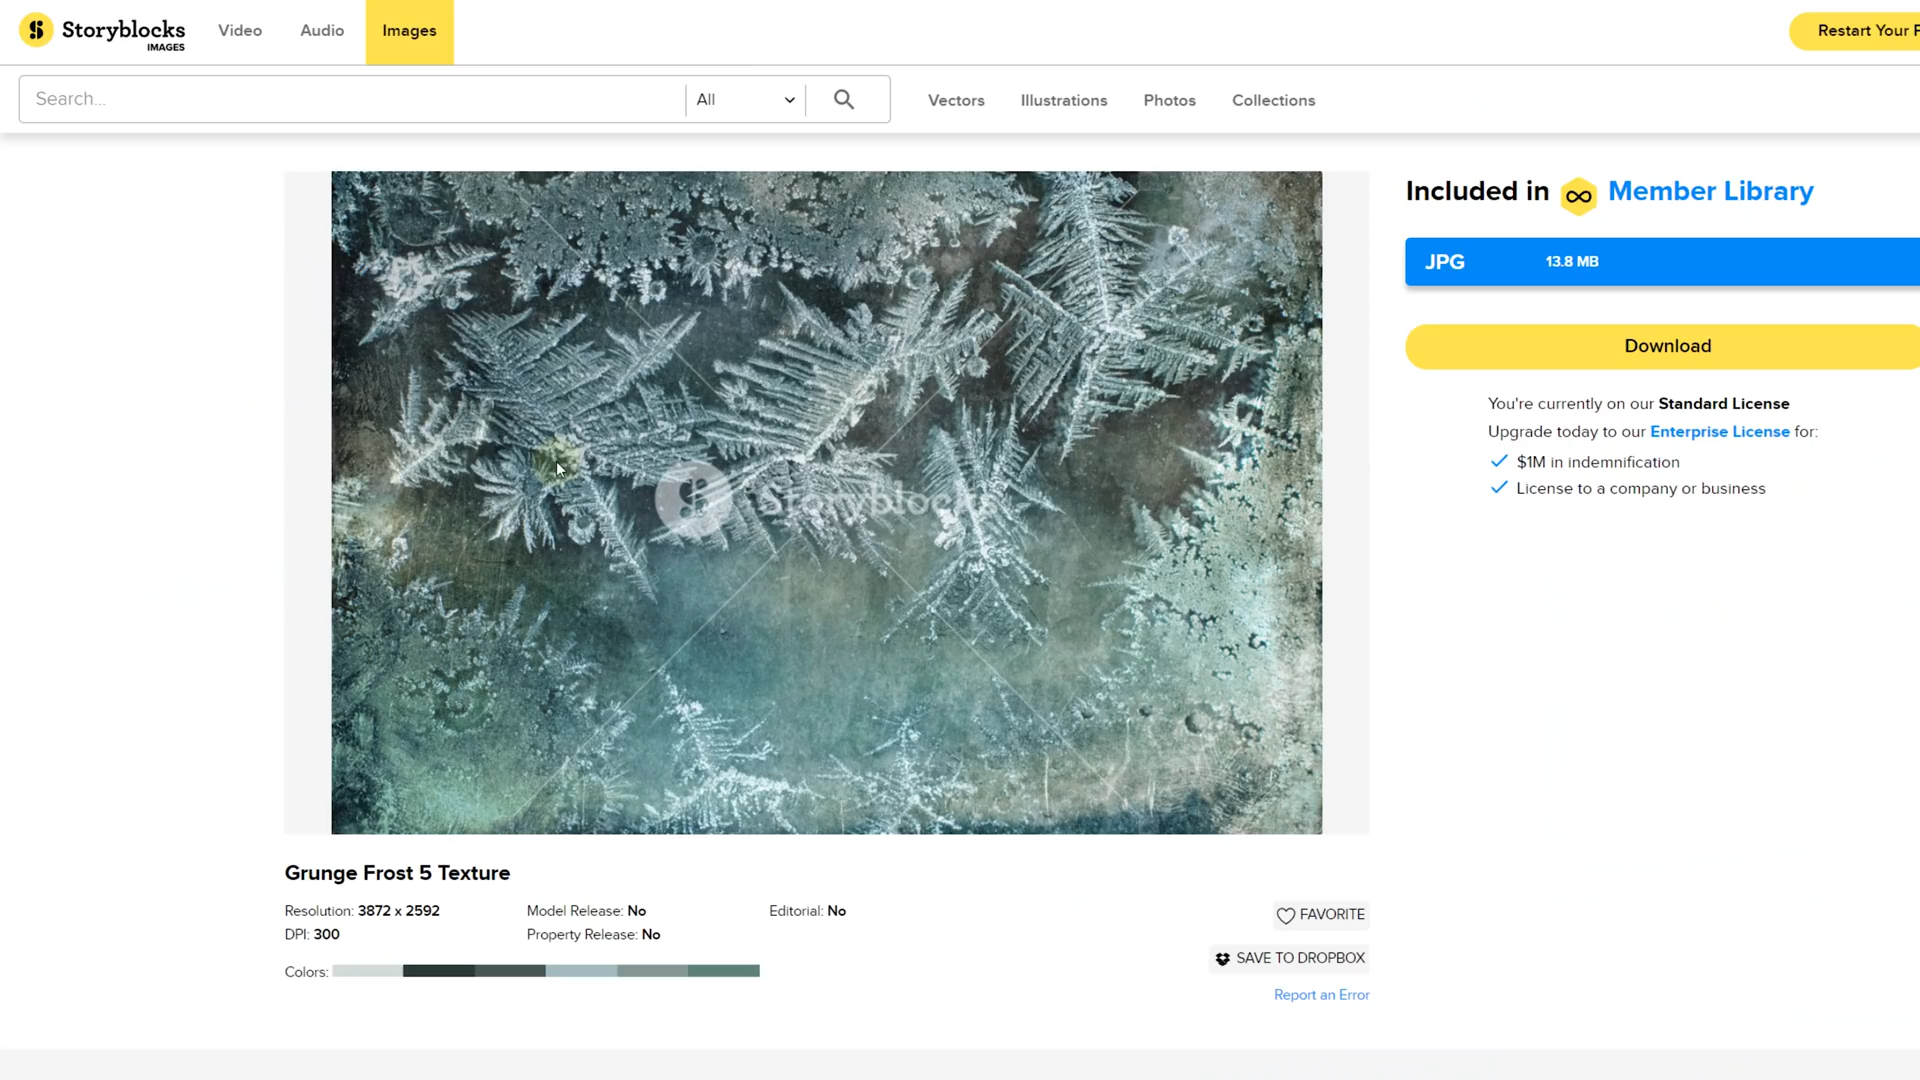 Storyblocks
IMAGES
Video
Audio
Images
Restart Your
Search...
All
Vectors
Illustrations
Photos
Collections
Included in
Member Library
JPG
13.8 MB
Download
You're currently on our Standard License
Upgrade today to our Enterprise License for:
$1M in indemnification
License to a company or business
Storyblocks
Grunge Frost 5 Texture
Resolution: 3872 x 2592
Model Release: No
Editorial: No
DPI: 300
Property Release: No
Colors:
FAVORITE
SAVE TO DROPBOX
Report an Error